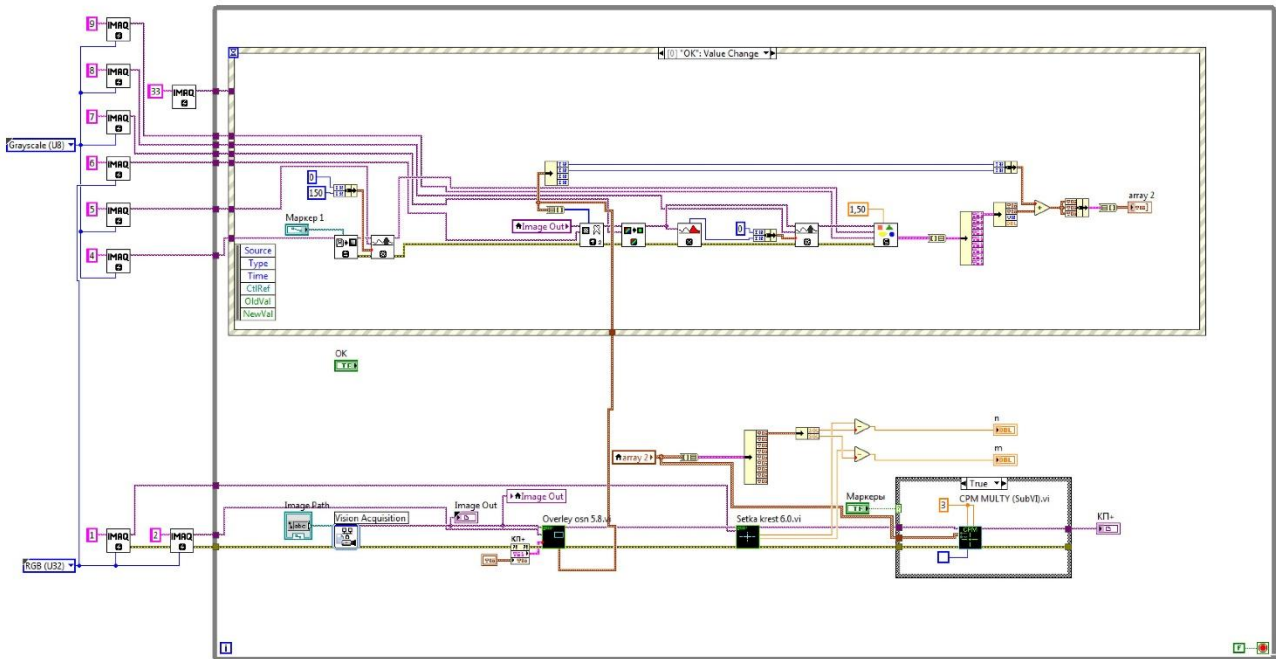 9
IMAQ
8
IMAQ
33
IMAQ
7
IMAQ
Grayscale (U8)
6
IMAQ
5
IMAQ
4
IMAQ
[0] "OK": Value Change
0
150
Маркер 1
Source
Type
Time
CtlRef
OldVal
NewVal
Image Out
0
1,50
array 2
OK
TF
array 2
n
DBL
m
DBL
Маркеры
TF
True
CPM MULTY (SubVI).vi
3
КП+
Image Path
abc
Vision Acquisition
Image Out
Image Out
КП+
Overley osn 5.8.vi
Setka krest 6.0.vi
1
IMAQ
2
IMAQ
RGB (U32)
i
F